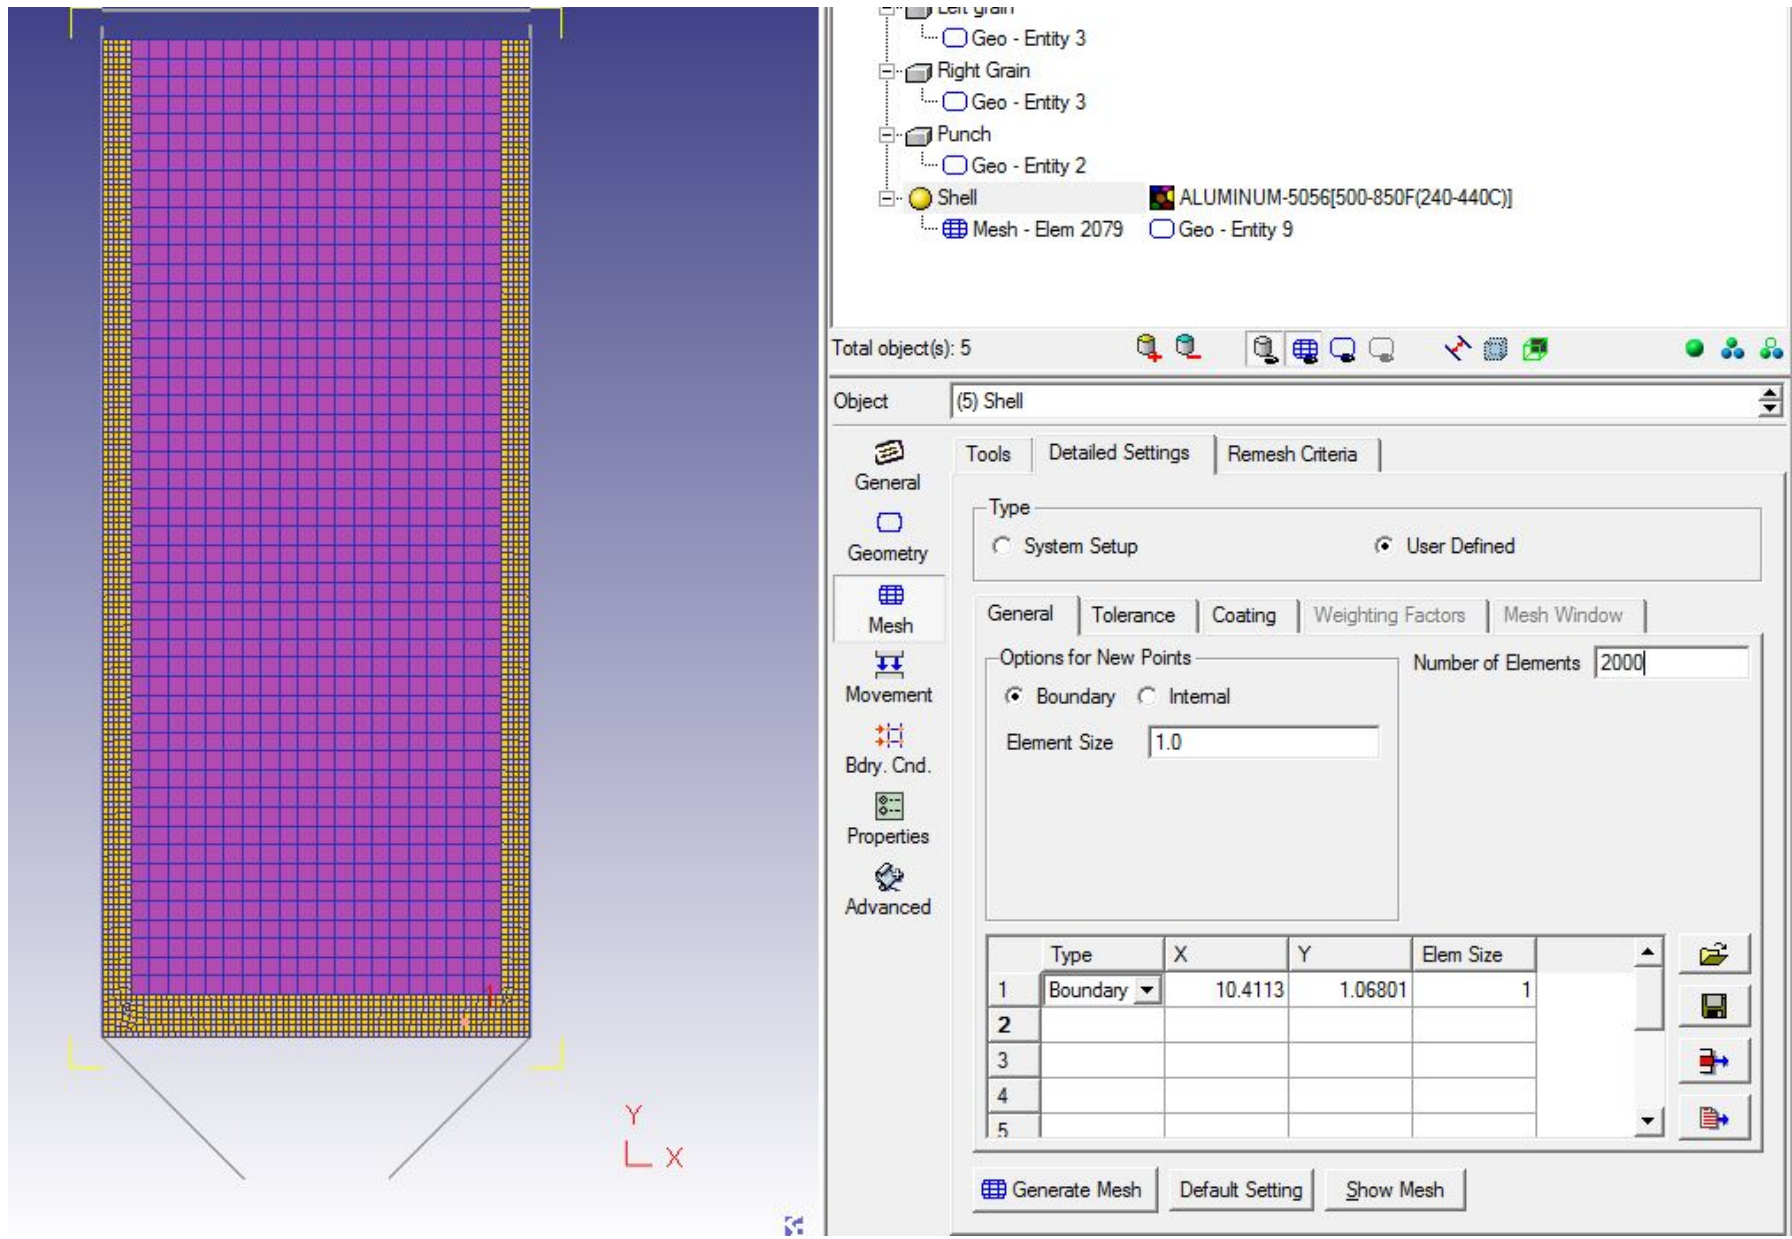 Left grain
Geo - Entity 3
Right Grain
Geo - Entity 3
Punch
Geo - Entity 2
Shell ALUMINUM-5056[500-850F(240-440C)]
Mesh - Elem 2079 Geo - Entity 9
Total object(s): 5
Object (5) Shell
General
Geometry
Mesh
Movement
Bdry. Cnd.
Properties
Advanced
Tools Detailed Settings Remesh Criteria
Type
System Setup User Defined
General Tolerance Coating Weighting Factors Mesh Window
Options for New Points
Boundary Internal
Element Size 1.0
Number of Elements 2000
Type X Y Elem Size
1 Boundary 10.4113 1.06801 1
2
3
4
5
Generate Mesh Default Setting Show Mesh
1
Y
X